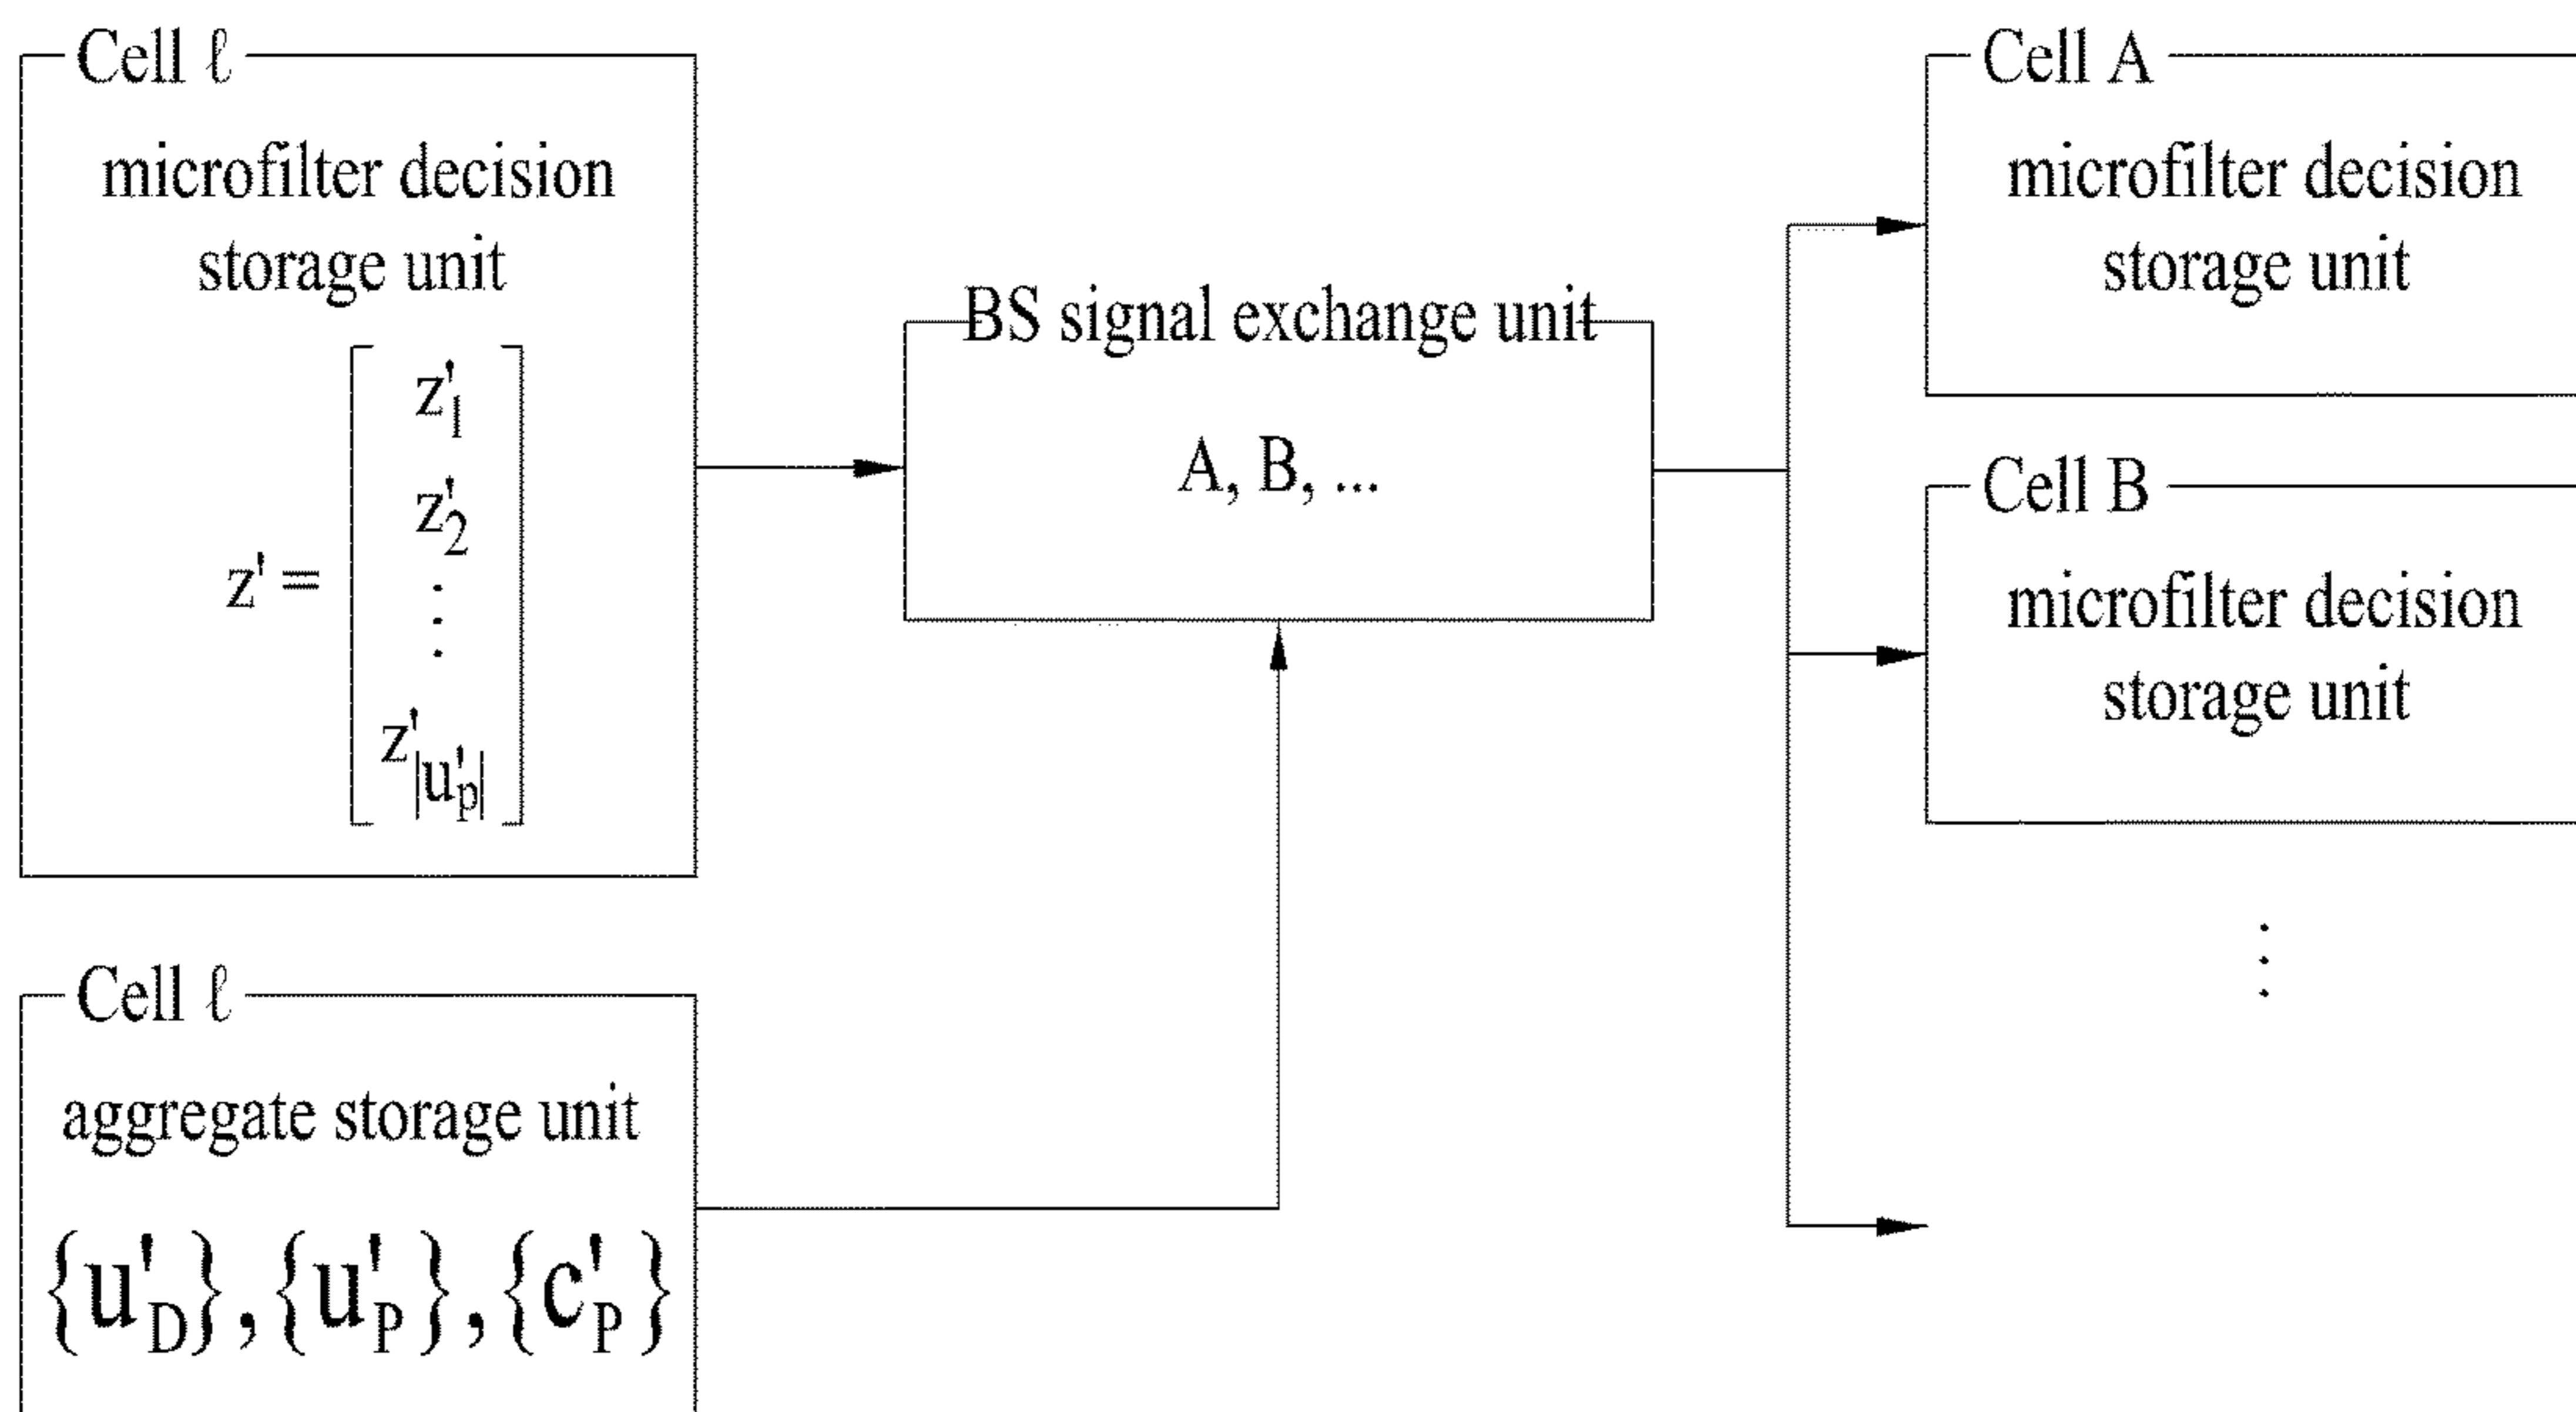 Cell ℓ
microfilter decision
storage unit
z'1
z'2
⋮
z' =
z'|u'p|
Cell ℓ
aggregate storage unit
{u'D},{u'P},{c'P}
BS signal exchange unit
A, B, ...
Cell A
microfilter decision
storage unit
Cell B
microfilter decision
storage unit
⋮